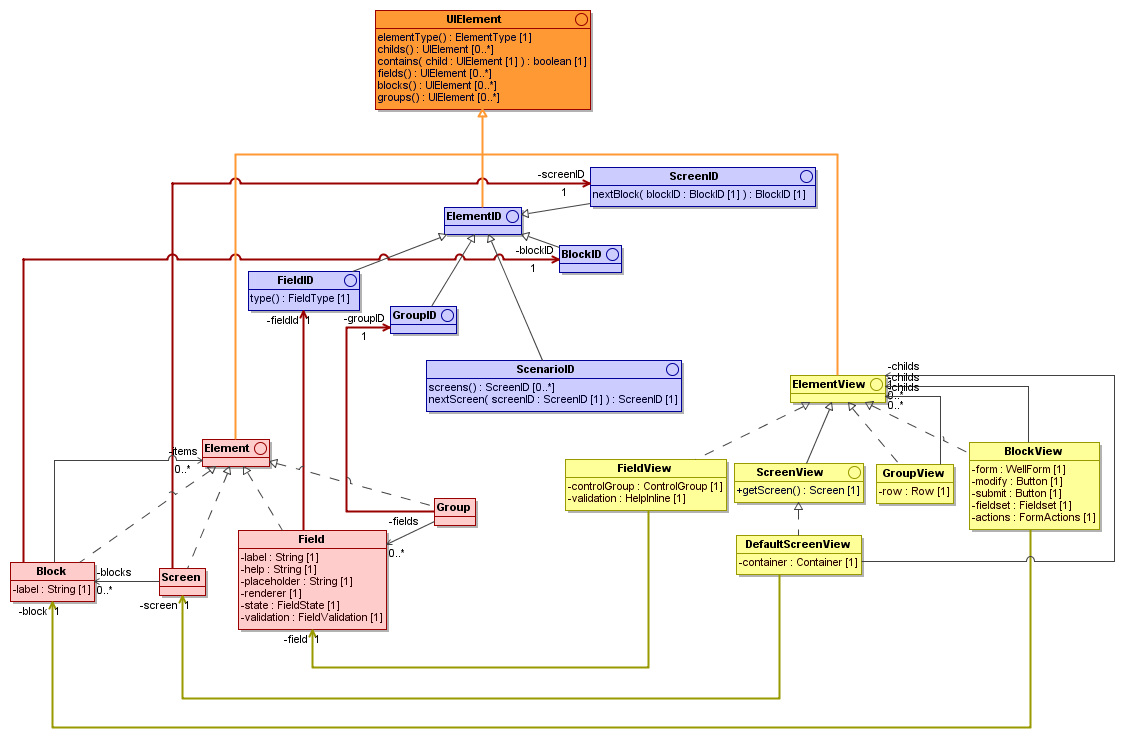 UIElement
elementType() : ElementType [1]
childs() : UIElement [0..*]
contains( child : UIElement [1] ) : boolean [1]
fields() : UIElement [0..*]
blocks() : UIElement [0..*]
groups() : UIElement [0..*]
-screenID
1
ScreenID
nextBlock( blockID : BlockID [1] ) : BlockID [1]
ElementID
-blockID
1
BlockID
FieldID
type() : FieldType [1]
-fieldId 1
-groupID
1
GroupID
ScenarioID
screens() : ScreenID [0..*]
nextScreen( screenID : ScreenID [1] ) : ScreenID [1]
ElementView
-childs
-childs
-childs
0..*
0..*
Element
-items
0..*
FieldView
-controlGroup : ControlGroup [1]
-validation : HelpInline [1]
ScreenView
+getScreen() : Screen [1]
GroupView
-row : Row [1]
BlockView
-form : WellForm [1]
-modify : Button [1]
-submit : Button [1]
-fieldset : Fieldset [1]
-actions : FormActions [1]
Group
-fields
0..*
Field
-label : String [1]
-help : String [1]
-placeholder : String [1]
-renderer [1]
-state : FieldState [1]
-validation : FieldValidation [1]
-field 1
DefaultScreenView
-container : Container [1]
Block
-label : String [1]
-block 1
-blocks
0..*
Screen
-screen 1